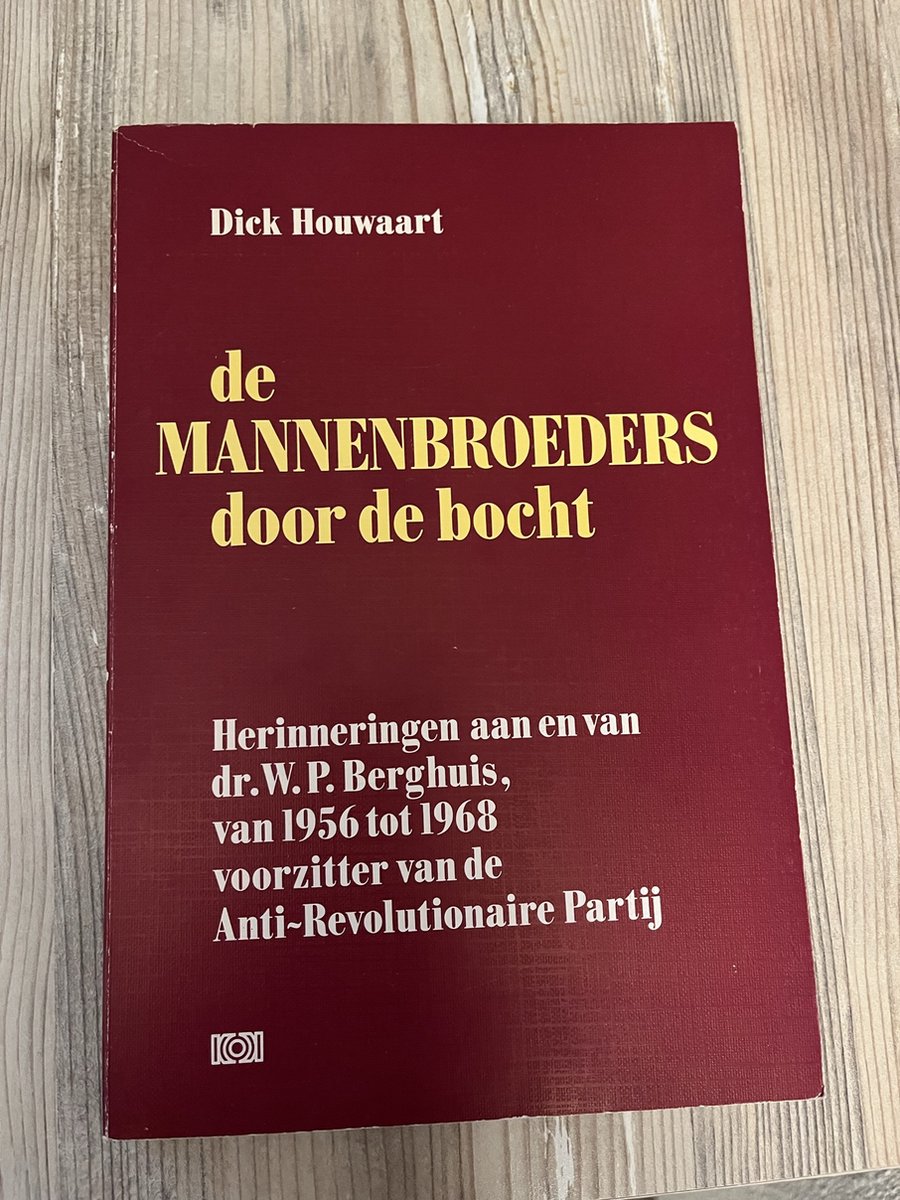 Dick Houwaart
de
MANNENBROEDERS
door de bocht
Herinneringen aan en van
dr. W.P. Berghuis,
van 1956 tot 1968
voorzitter van de
Anti-Revolutionaire Partij
KOK